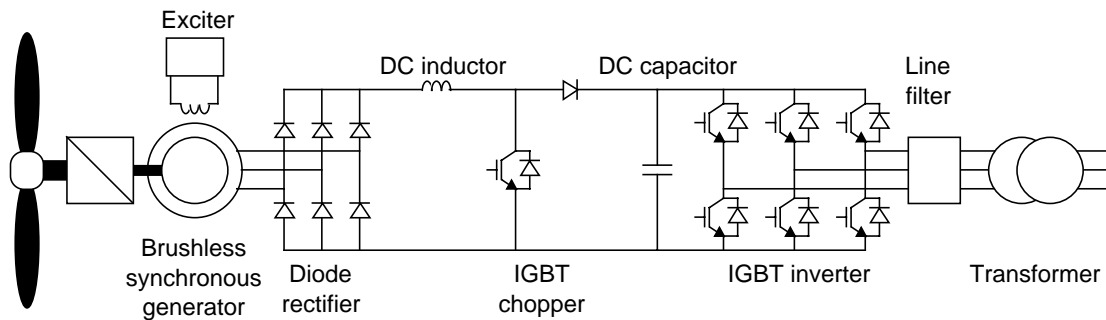 Exciter
DC inductor
DC capacitor
Line
filter
Brushless
synchronous
generator
Diode
rectifier
IGBT
chopper
IGBT inverter
Transformer